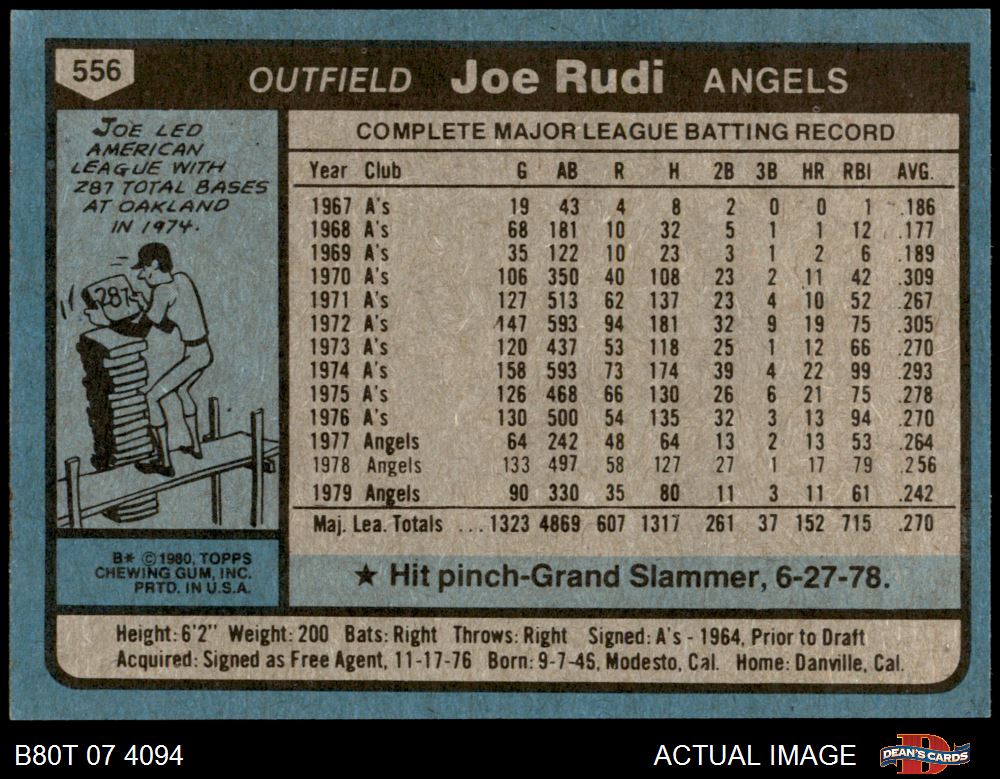 556
OUTFIELD Joe Rudi ANGELS
JOE LED
AMERICAN
LEAGUE WITH
287 TOTAL BASES
AT OAKLAND
IN 1974.
287
COMPLETE MAJOR LEAGUE BATTING RECORD
Year Club G AB R H 2B 3B HR RBI AVG.
1967 A's 19 43 4 8 2 0 0 1 .186
1968 A's 68 181 10 32 5 1 1 12 .177
1969 A's 35 122 10 23 3 1 2 6 .189
1970 A's 106 350 40 108 23 2 11 42 .309
1971 A's 127 513 62 137 23 4 10 52 .267
1972 A's 147 593 94 181 32 9 19 75 .305
1973 A's 120 437 53 118 25 1 12 66 .270
1974 A's 158 593 73 174 39 4 22 99 .293
1975 A's 126 468 66 130 26 6 21 75 .278
1976 A's 130 500 54 135 32 3 13 94 .270
1977 Angels 64 242 48 64 13 2 13 53 .264
1978 Angels 133 497 58 127 27 1 17 79 .256
1979 Angels 90 330 35 80 11 3 11 61 .242
Maj. Lea. Totals ... 1323 4869 607 1317 261 37 152 715 .270
B* © 1980, TOPPS
CHEWING GUM, INC.
PRTD. IN U.S.A.
★ Hit pinch-Grand Slammer, 6-27-78.
Height: 6'2" Weight: 200 Bats: Right Throws: Right Signed: A's - 1964, Prior to Draft
Acquired: Signed as Free Agent, 11-17-76 Born: 9-7-46, Modesto, Cal. Home: Danville, Cal.
B80T 07 4094 ACTUAL IMAGE DEAN'S CARDS